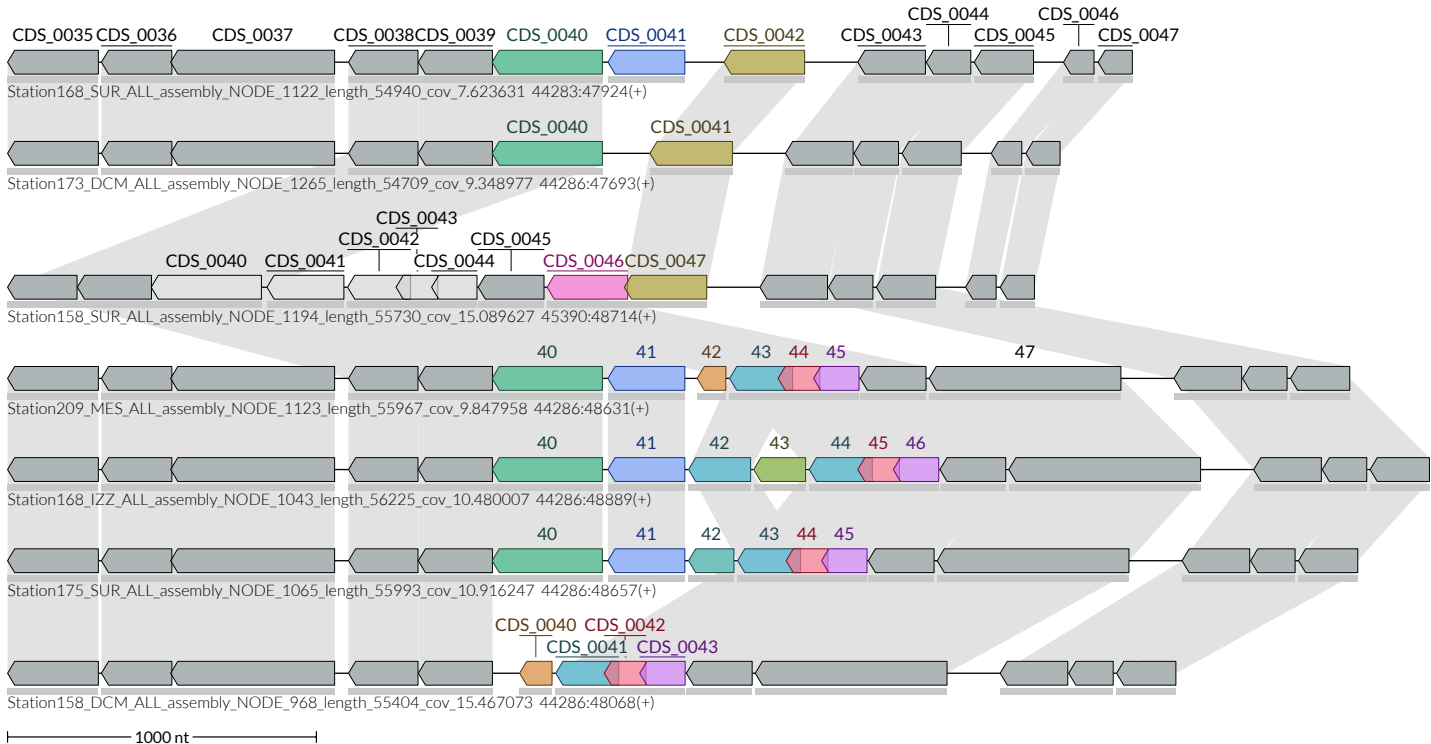 CDS_0044 CDS_0046
CDS_0035 CDS_0036 CDS_0037 CDS_0038 CDS_0039 CDS_0040 CDS_0041 CDS_0042 CDS_0043 CDS_0045 CDS_0047
Station168_SUR_ALL_assembly_NODE_1122_length_54940_cov_7.623631 44283:47924(+)
CDS_0040 CDS_0041
Station173_DCM_ALL_assembly_NODE_1265_length_54709_cov_9.348977 44286:47693(+)
CDS_0043
CDS_0042 CDS_0045
CDS_0040 CDS_0041 CDS_0044 CDS_0046 CDS_0047
Station158_SUR_ALL_assembly_NODE_1194_length_55730_cov_15.089627 45390:48714(+)
40 41 42 43 44 45 47
Station209_MES_ALL_assembly_NODE_1123_length_55967_cov_9.847958 44286:48631(+)
40 41 42 43 44 45 46
Station168_IZZ_ALL_assembly_NODE_1043_length_56225_cov_10.480007 44286:48889(+)
40 41 42 43 44 45
Station175_SUR_ALL_assembly_NODE_1065_length_55993_cov_10.916247 44286:48657(+)
CDS_0040 CDS_0042
CDS_0041 CDS_0043
Station158_DCM_ALL_assembly_NODE_968_length_55404_cov_15.467073 44286:48068(+)
1000 nt